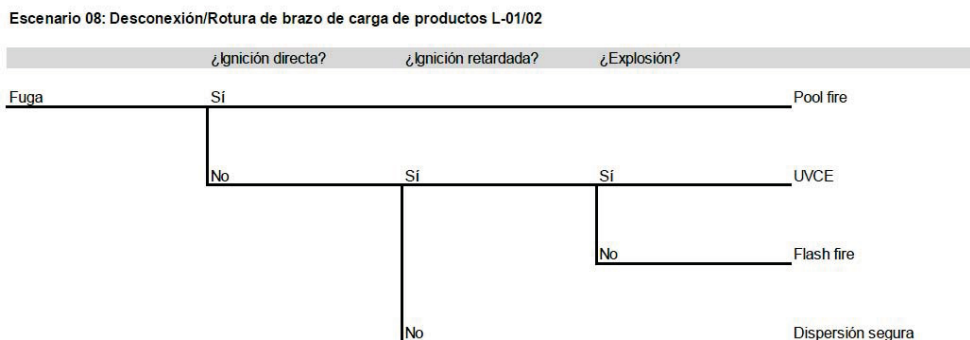 Escenario 08: Desconexión/Rotura de brazo de carga de productos L-01/02
¿Ignición directa? ¿Ignición retardada? ¿Explosión?
Fuga Sí Pool fire
No Sí Sí UVCE
No Flash fire
No Dispersión segura